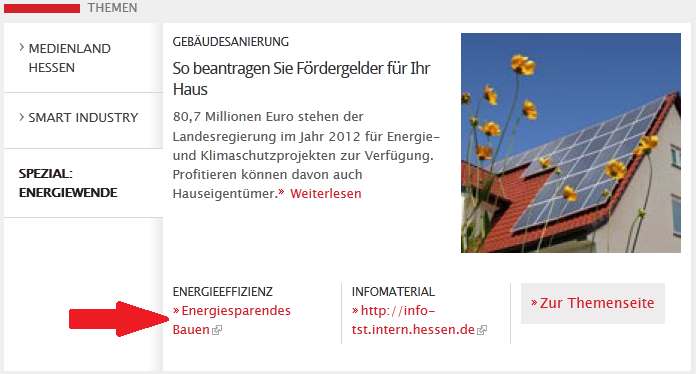 THEMEN
› MEDIENLAND
HESSEN
› SMART INDUSTRY
SPEZIAL:
ENERGIEWENDE
GEBÄUDESANIERUNG
So beantragen Sie Fördergelder für Ihr
Haus
80,7 Millionen Euro stehen der
Landesregierung im Jahr 2012 für Energie-
und Klimaschutzprojekten zur Verfügung.
Profitieren können davon auch
Hauseigentümer.» Weiterlesen
ENERGIEEFFIZIENZ
»Energiesparendes
Bauen
INFOMATERIAL
»http://info-
tst.intern.hessen.de
»Zur Themenseite